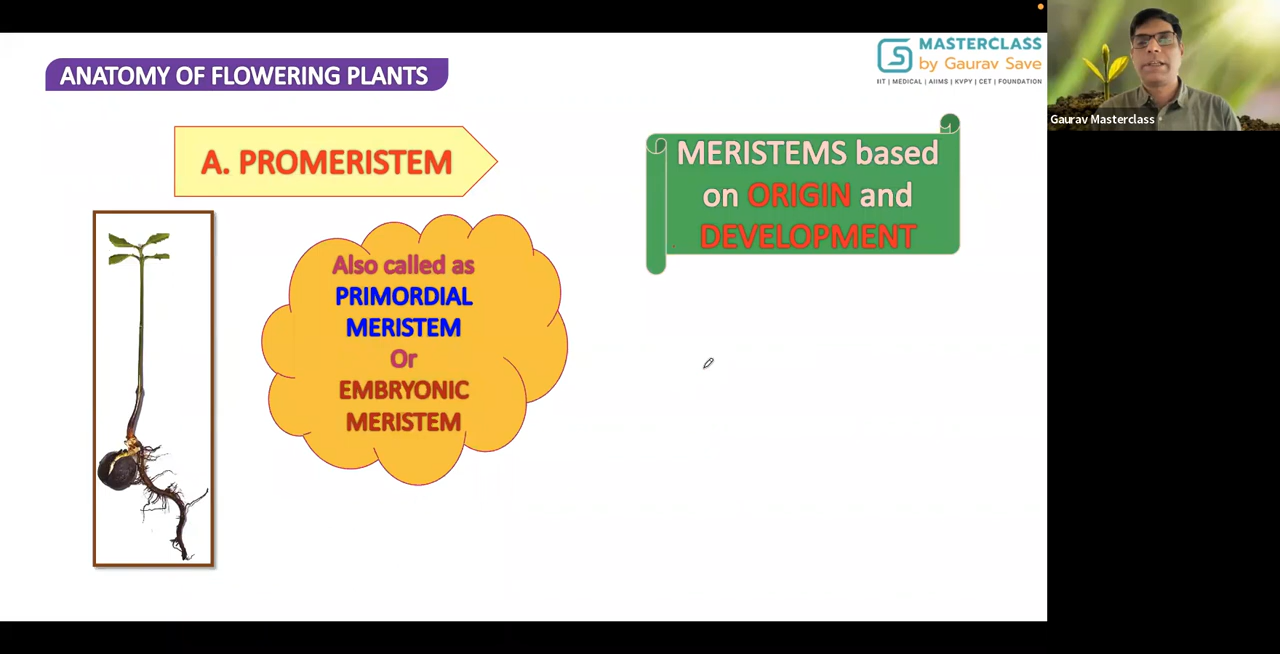 ANATOMY OF FLOWERING PLANTS
MASTERCLASS
by Gaurav Save
IIT | MEDICAL | AIIMS | KVPY | CET | FOUNDATION
Gaurav Masterclass
A. PROMERISTEM
MERISTEMS based
on ORIGIN and
DEVELOPMENT
Also called as
PRIMORDIAL
MERISTEM
Or
EMBRYONIC
MERISTEM